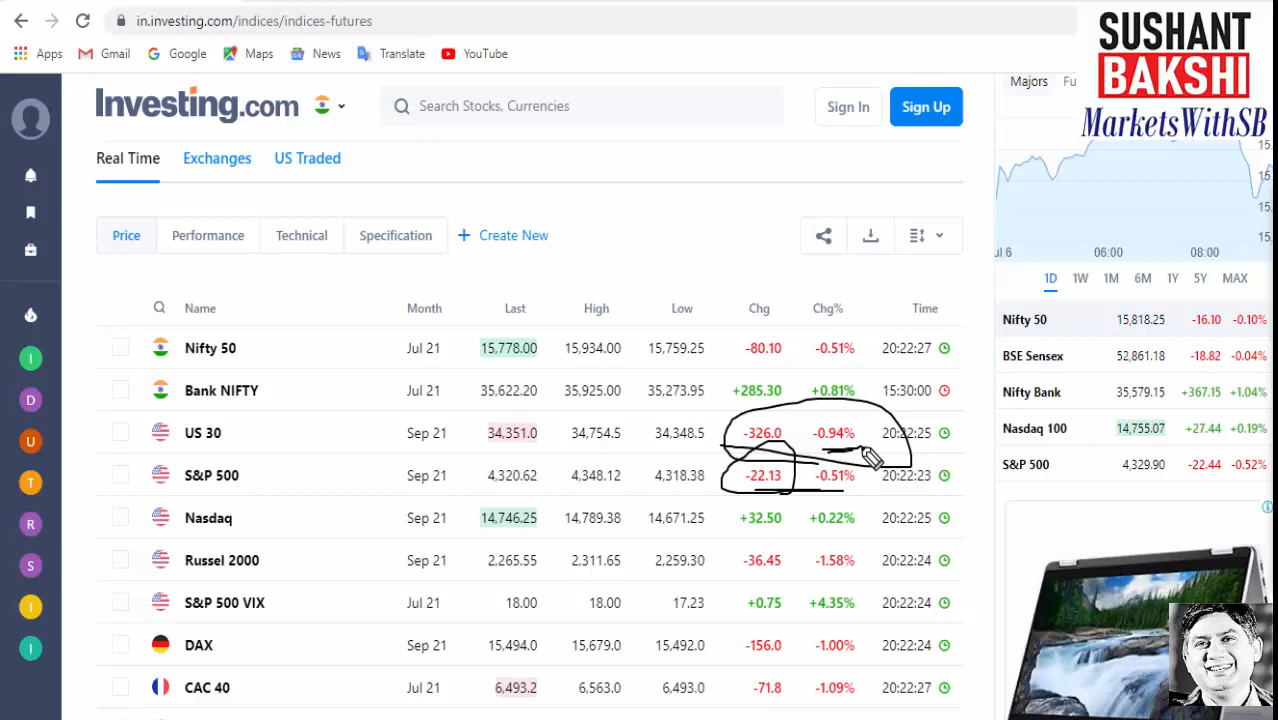 in.investing.com/indices/indices-futures
Apps Gmail Google Maps News Translate YouTube
SUSHANT
BAKSHI
MarketsWithSB
Investing.com Search Stocks, Currencies Sign In Sign Up
Real Time Exchanges US Traded
Price Performance Technical Specification + Create New
Name Month Last High Low Chg Chg% Time
Nifty 50 Jul 21 15,778.00 15,934.00 15,759.25 -80.10 -0.51% 20:22:27
Bank NIFTY Jul 21 35,622.20 35,925.00 35,273.95 +285.30 +0.81% 15:30:00
US 30 Sep 21 34,351.0 34,754.5 34,348.5 -326.0 -0.94% 20:22:25
S&P 500 Sep 21 4,320.62 4,348.12 4,318.38 -22.13 -0.51% 20:22:23
Nasdaq Sep 21 14,746.25 14,789.38 14,671.25 +32.50 +0.22% 20:22:25
Russel 2000 Sep 21 2,265.55 2,311.65 2,259.30 -36.45 -1.58% 20:22:24
S&P 500 VIX Jul 21 18.00 18.00 17.23 +0.75 +4.35% 20:22:24
DAX Sep 21 15,494.0 15,679.0 15,492.0 -156.0 -1.00% 20:22:24
CAC 40 Jul 21 6,493.2 6,563.0 6,493.0 -71.8 -1.09% 20:22:27
I
D
U
T
R
S
I
I
Majors Fu
15.
15.
15.
15.
ul 6 06:00 08:00
1D 1W 1M 6M 1Y 5Y MAX
Nifty 50 15,818.25 -16.10 -0.10%
BSE Sensex 52,861.18 -18.82 -0.04%
Nifty Bank 35,579.15 +367.15 +1.04%
Nasdaq 100 14,755.07 +27.44 +0.19%
S&P 500 4,329.90 -22.44 -0.52%